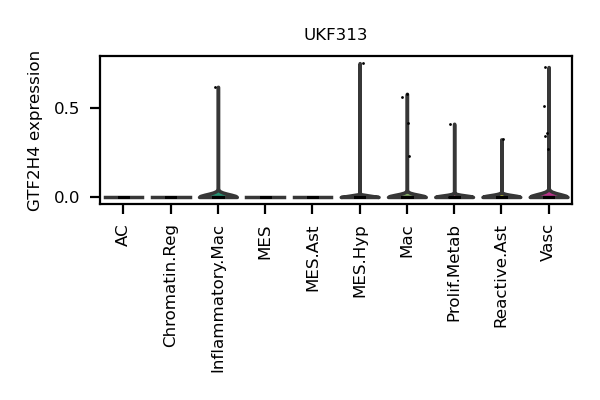 UKF313
GTF2H4 expression
0.5
0.0
AC
Chromatin.Reg
Inflammatory.Mac
MES
MES.Ast
MES.Hyp
Mac
Prolif.Metab
Reactive.Ast
Vasc